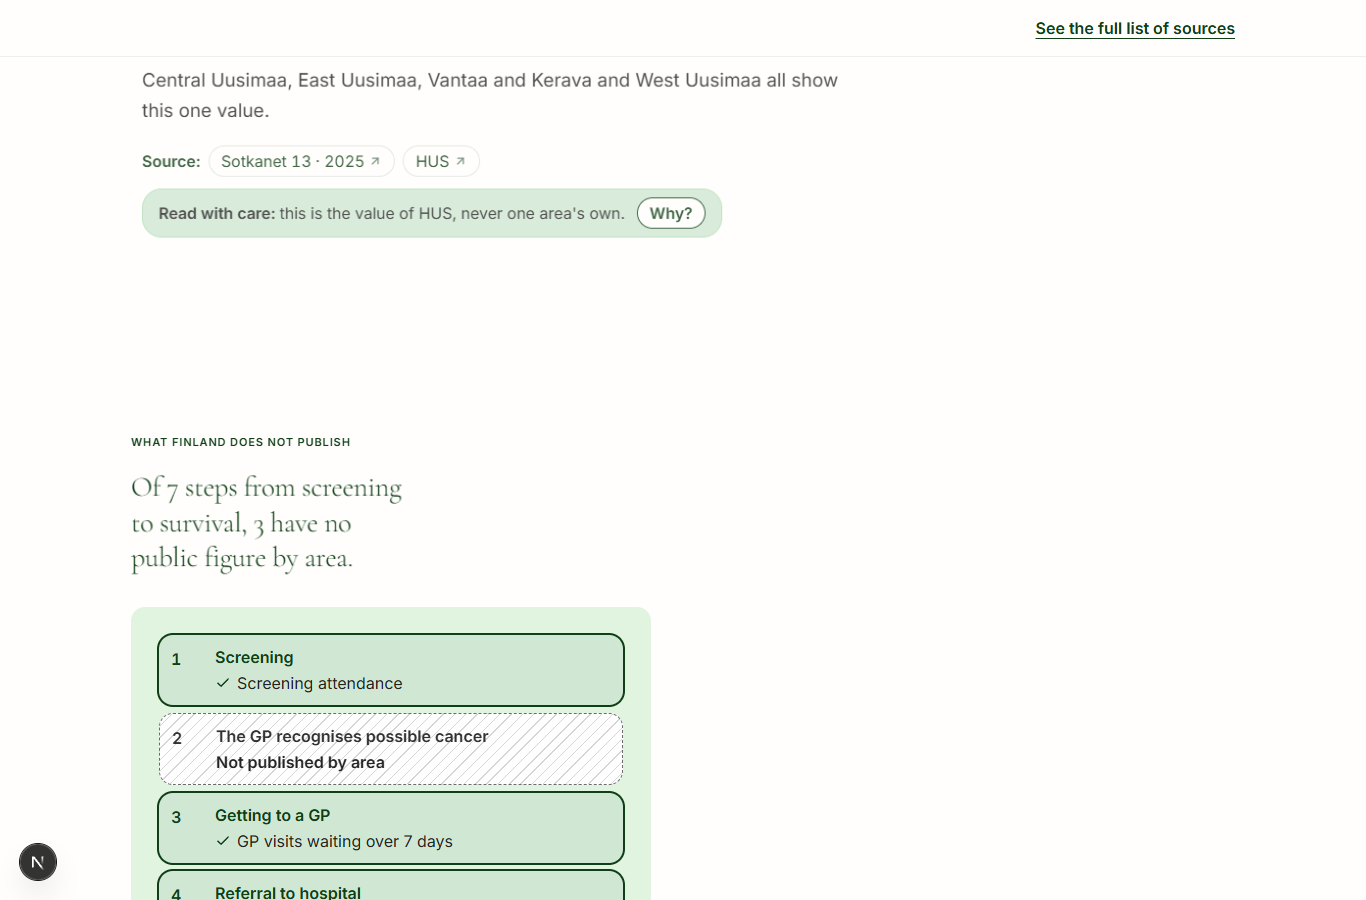 See the full list of sources
Central Uusimaa, East Uusimaa, Vantaa and Kerava and West Uusimaa all show
this one value.
Source: Sotkanet 13 · 2025 ↗ HUS ↗
Read with care: this is the value of HUS, never one area's own. Why?
WHAT FINLAND DOES NOT PUBLISH
Of 7 steps from screening
to survival, 3 have no
public figure by area.
1 Screening
✓ Screening attendance
2 The GP recognises possible cancer
Not published by area
3 Getting to a GP
✓ GP visits waiting over 7 days
N
4 Referral to hospital